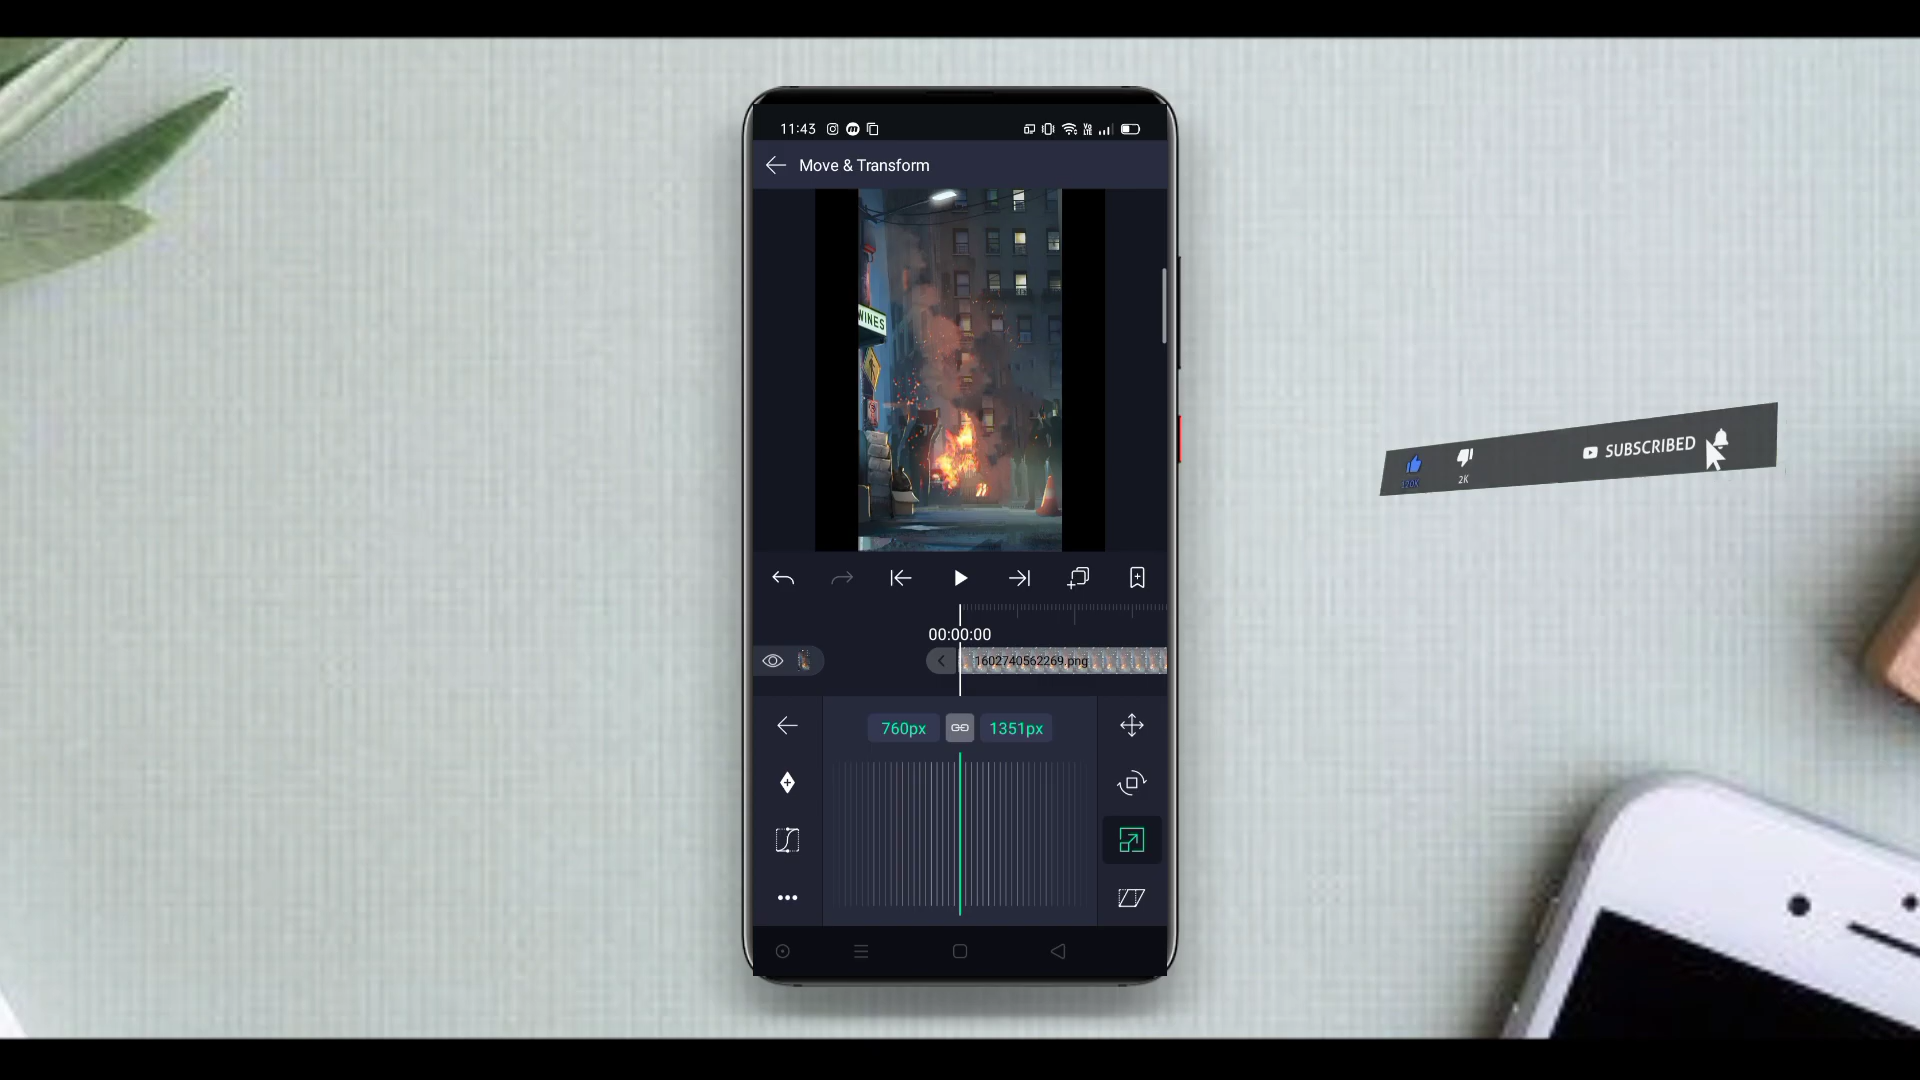 11:43
Move & Transform
WINES
00:00:00
1602740562269.png
760px
1351px
2K
SUBSCRIBED